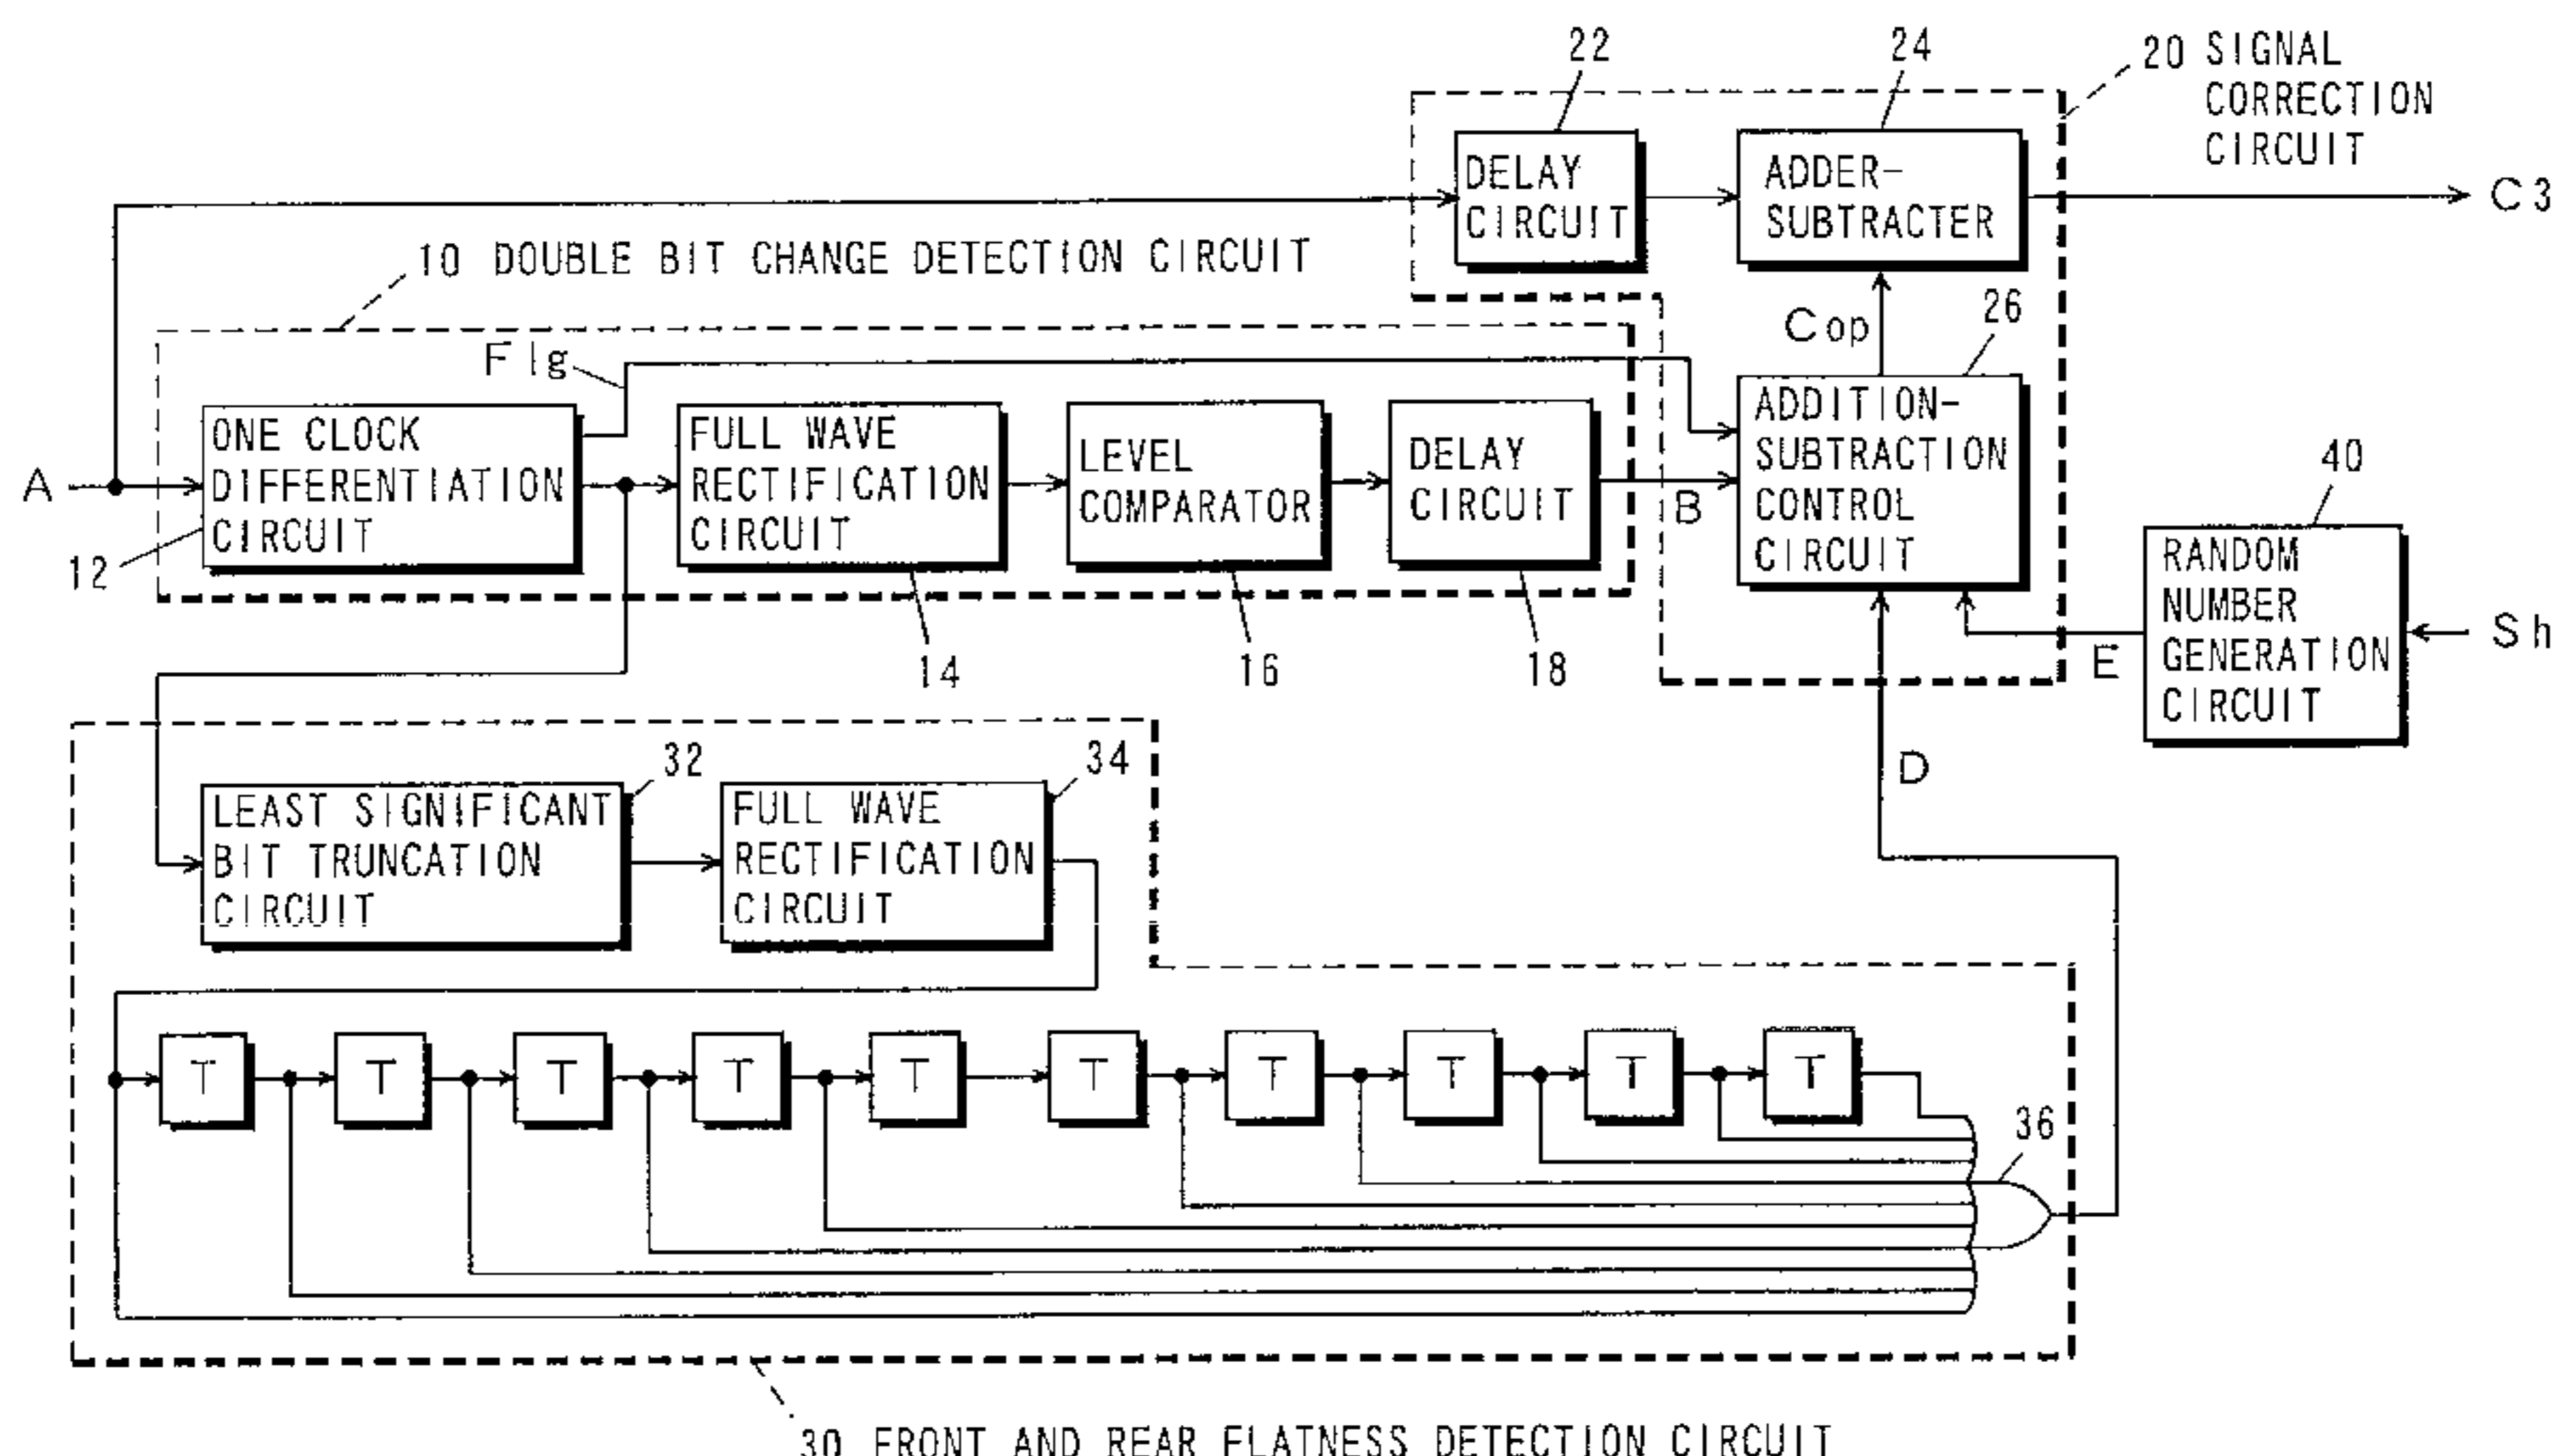 22
24
20 SIGNAL
CORRECTION
CIRCUIT
DELAY
CIRCUIT
ADDER-
SUBTRACTER
C3
10 DOUBLE BIT CHANGE DETECTION CIRCUIT
Flg
Cop
26
A
ONE CLOCK
DIFFERENTIATION
CIRCUIT
12
FULL WAVE
RECTIFICATION
CIRCUIT
14
LEVEL
COMPARATOR
16
DELAY
CIRCUIT
18
B
ADDITION-
SUBTRACTION
CONTROL
CIRCUIT
40
RANDOM
NUMBER
GENERATION
CIRCUIT
Sh
E
D
LEAST SIGNIFICANT
BIT TRUNCATION
CIRCUIT
32
FULL WAVE
RECTIFICATION
CIRCUIT
34
T T T T T T T T T T
36
30 FRONT AND REAR FLATNESS DETECTION CIRCUIT